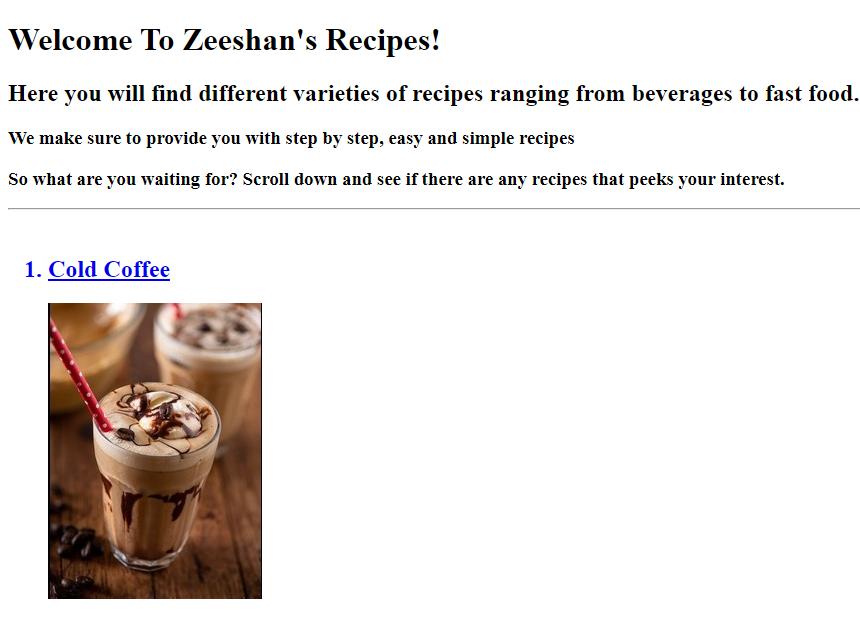 Welcome To Zeeshan's Recipes!
Here you will find different varieties of recipes ranging from beverages to fast food.
We make sure to provide you with step by step, easy and simple recipes
So what are you waiting for? Scroll down and see if there are any recipes that peeks your interest.
1. Cold Coffee